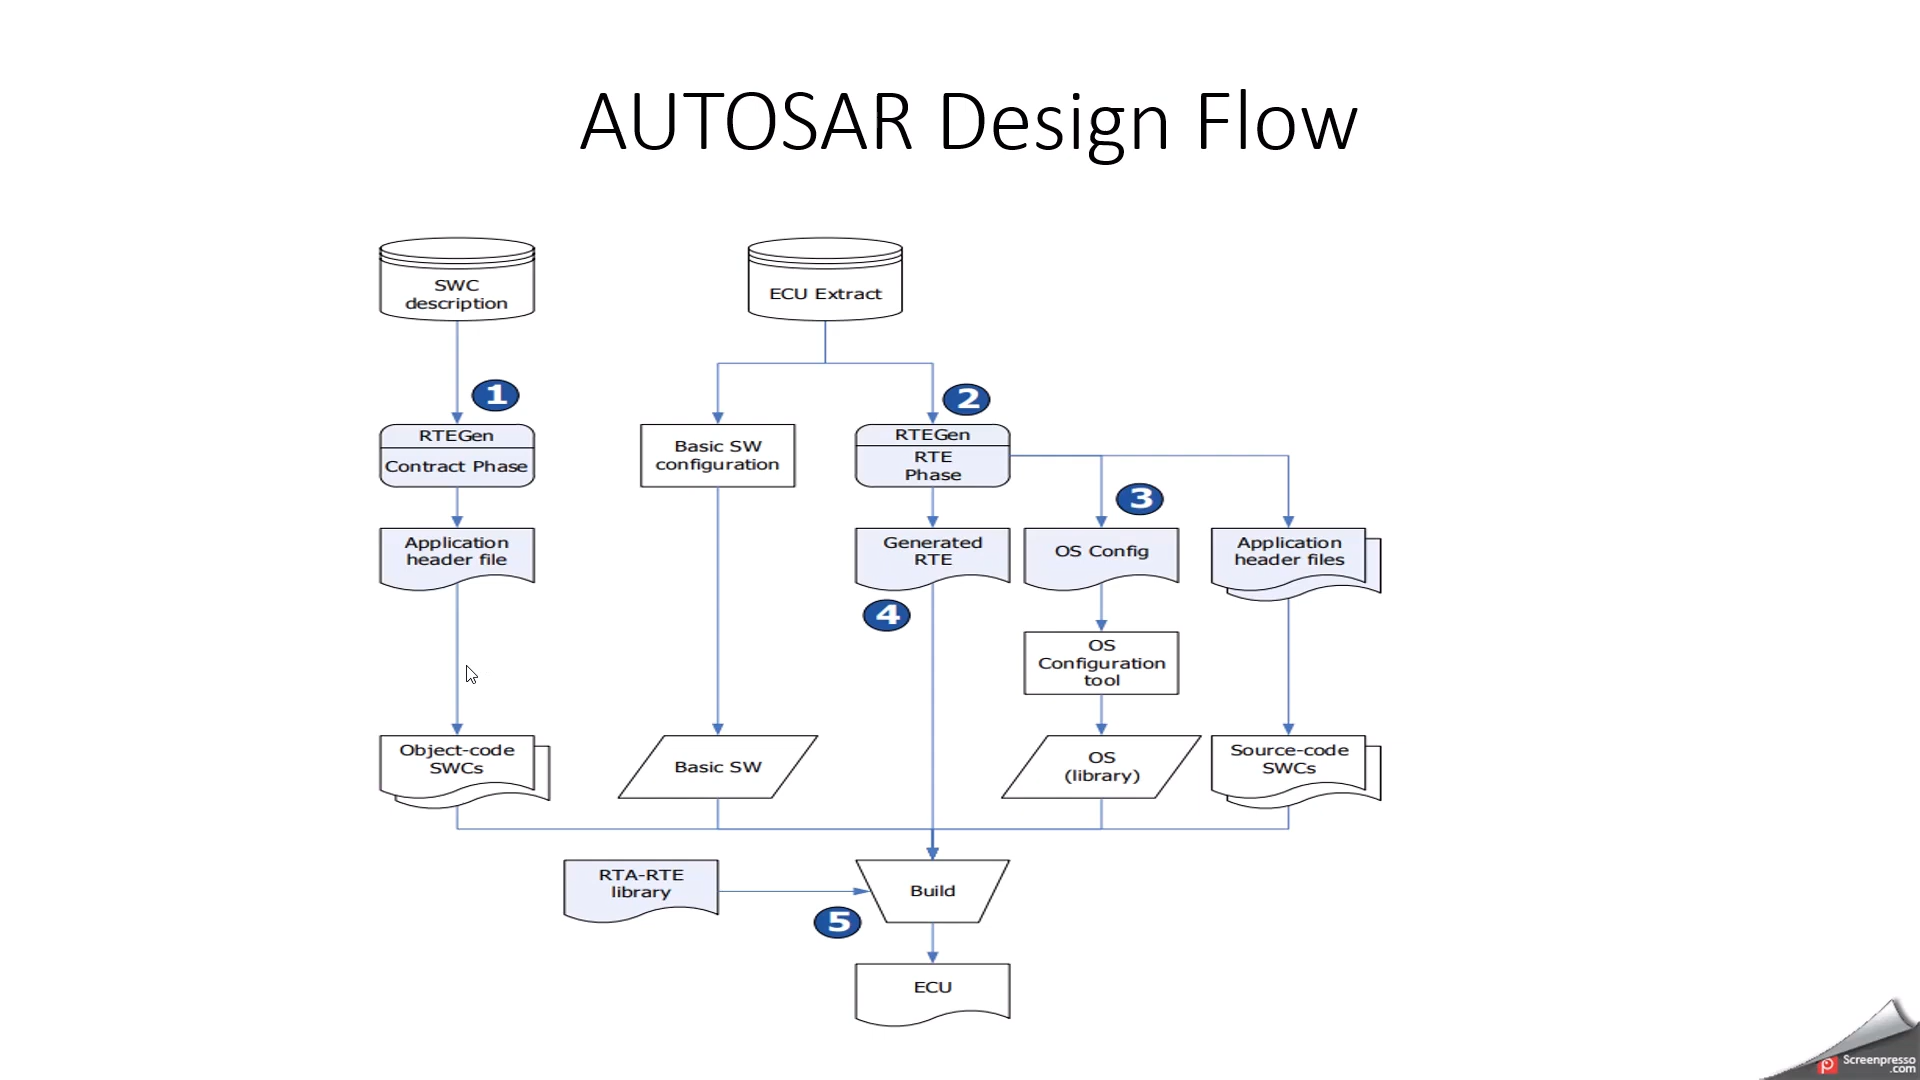 AUTOSAR Design Flow
SWC
description
ECU Extract
1
2
RTEGen
Contract Phase
Basic SW
configuration
RTEGen
RTE
Phase
3
Application
header file
Generated
RTE
OS Config
Application
header files
4
OS
Configuration
tool
Object-code
SWCs
Basic SW
OS
(library)
Source-code
SWCs
RTA-RTE
library
Build
5
ECU
Screenpresso
.com